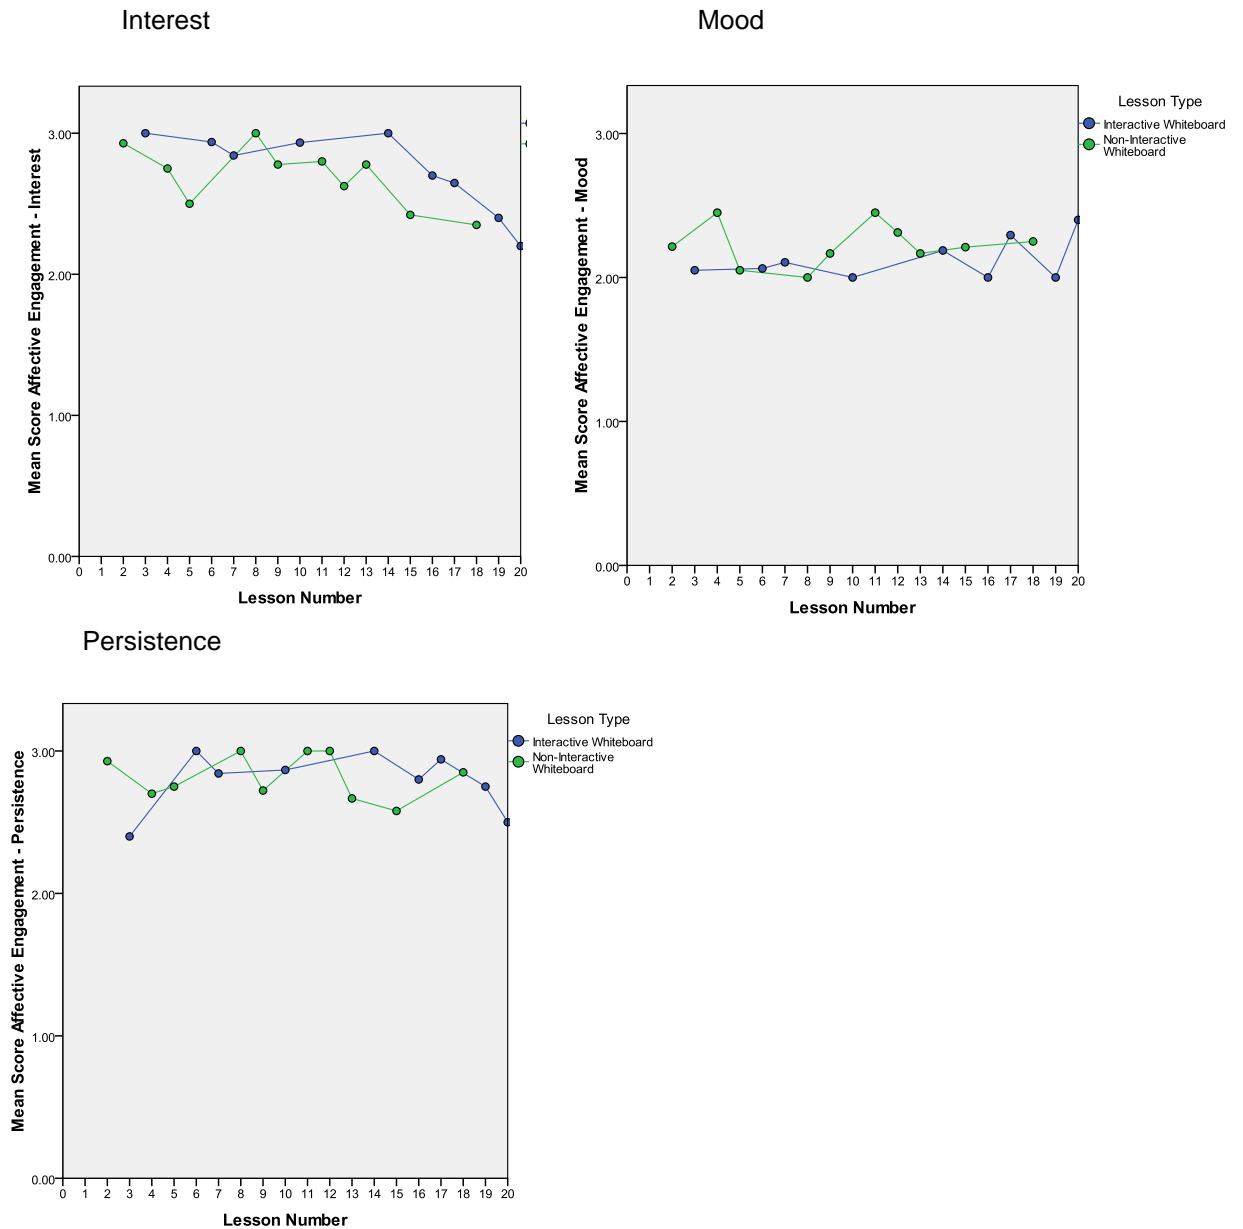 Interest
Mean Score Affective Engagement - Interest
3.00
2.00
1.00
0.00
0 1 2 3 4 5 6 7 8 9 10 11 12 13 14 15 16 17 18 19 20
Lesson Number
Mood
Mean Score Affective Engagement - Mood
3.00
2.00
1.00
0.00
0 1 2 3 4 5 6 7 8 9 10 11 12 13 14 15 16 17 18 19 20
Lesson Number
Lesson Type
Interactive Whiteboard
Non-Interactive
Whiteboard
Persistence
Mean Score Affective Engagement - Persistence
3.00
2.00
1.00
0.00
0 1 2 3 4 5 6 7 8 9 10 11 12 13 14 15 16 17 18 19 20
Lesson Number
Lesson Type
Interactive Whiteboard
Non-Interactive
Whiteboard